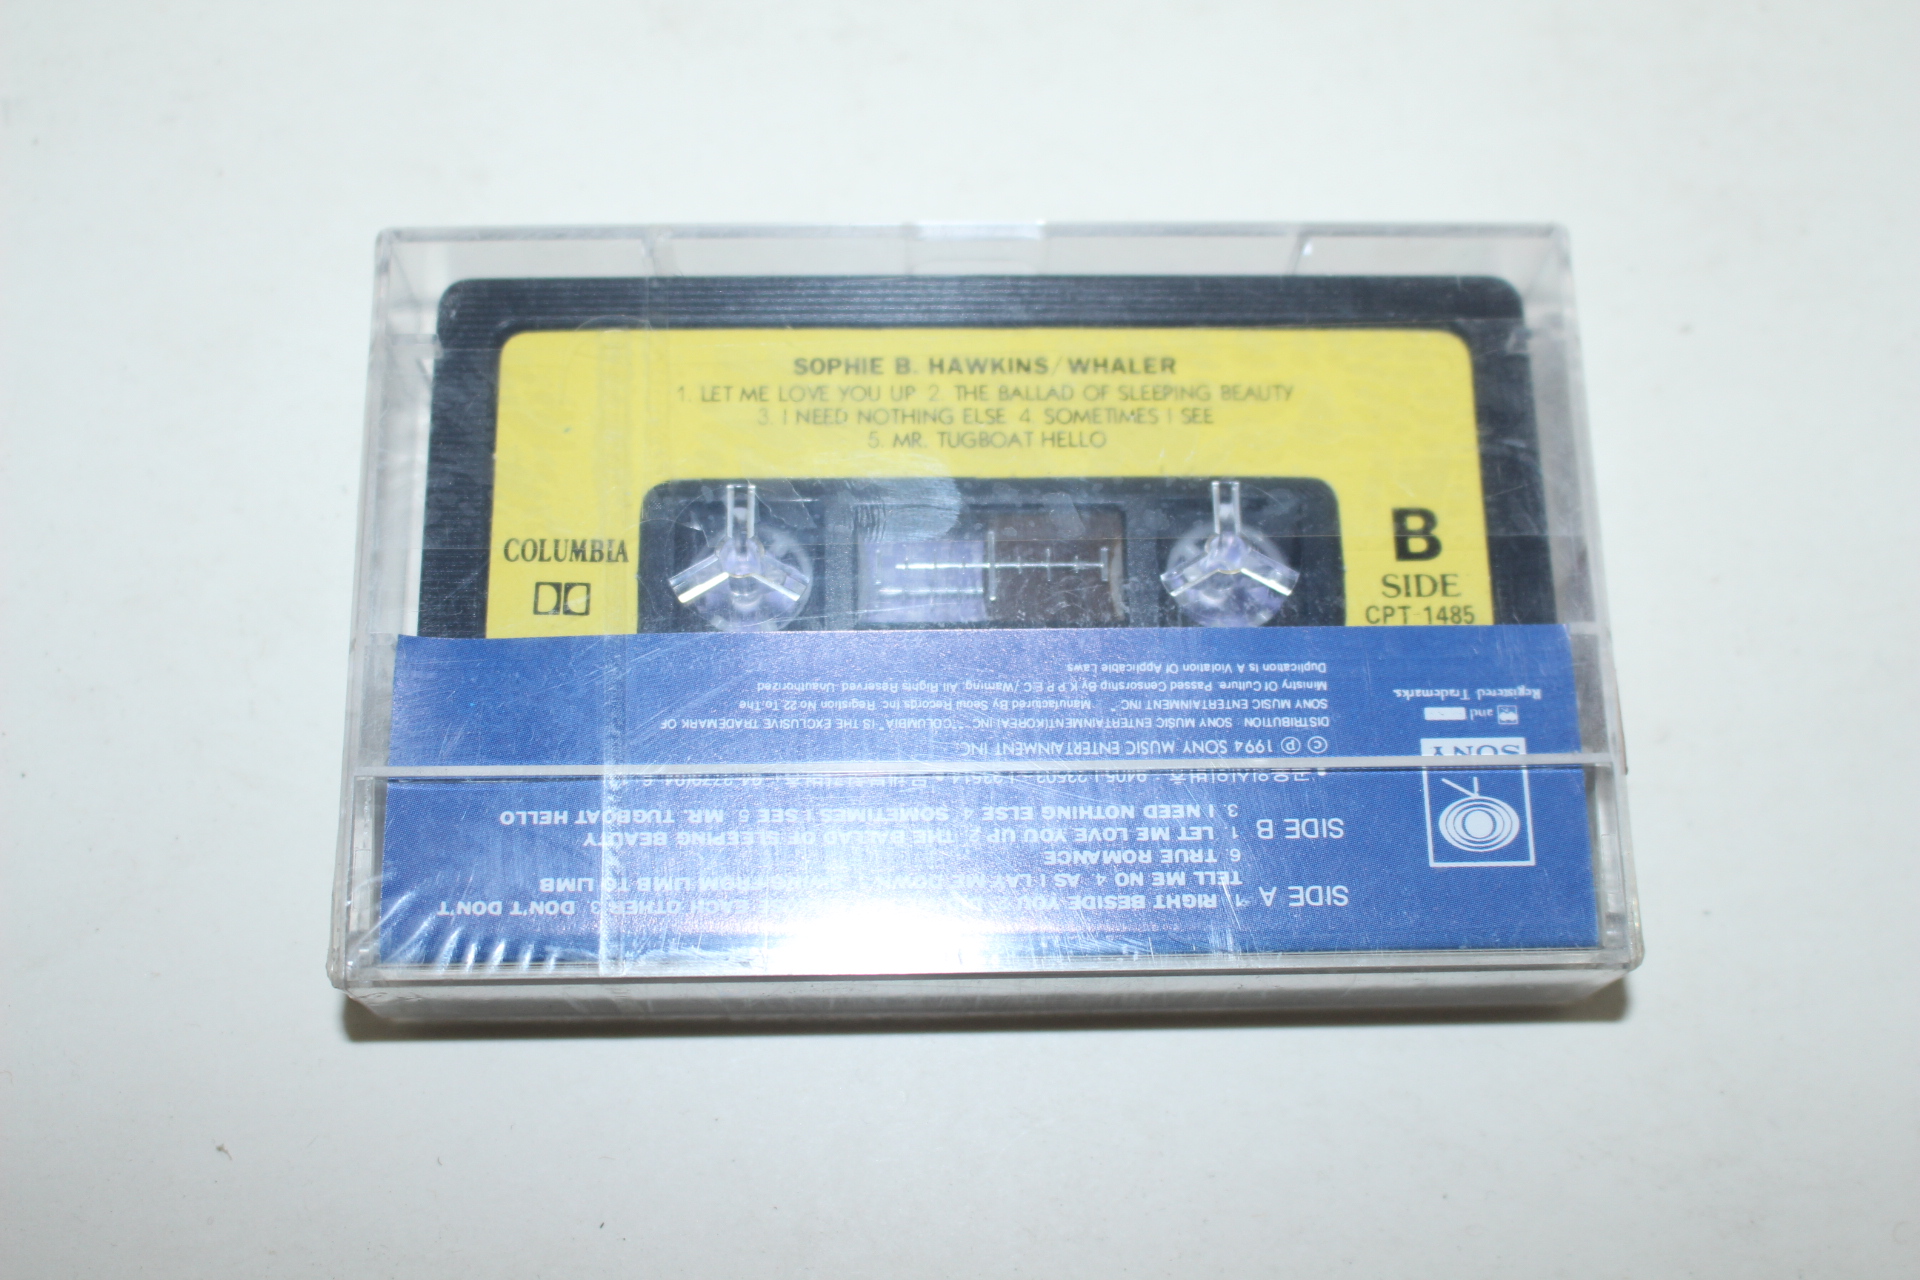 SOPHIE B. HAWKINS/WHALER
1. LET ME LOVE YOU UP 2. THE BALLAD OF SLEEPING BEAUTY
3. I NEED NOTHING ELSE 4. SOMETIMES I SEE
5. MR. TUGBOAT HELLO
COLUMBIA
B
SIDE
CPT-1485
SIDE A 1. RIGHT BESIDE YOU 2. EACH OTHER 3. DON'T DON'T
TELL ME NO 4. AS I LAY ME DOWN SWING FROM LIMB TO LIMB
6. TRUE ROMANCE
SIDE B 1. LET ME LOVE YOU UP 2. THE BALLAD OF SLEEPING BEAUTY
3. I NEED NOTHING ELSE 4. SOMETIMES I SEE 5. MR. TUGBOAT HELLO
© ℗ 1994 SONY MUSIC ENTERTAINMENT INC.
DISTRIBUTION SONY MUSIC ENTERTAINMENT(KOREA) INC. "COLUMBIA" IS THE EXCLUSIVE TRADEMARK OF
SONY MUSIC ENTERTAINMENT INC." Manufactured By Seoul Records Inc. Registion No.22.To.The
Ministry Of Culture. Passed Censorship By K.P.P.E.C/Warning. All Rights Reserved. Unauthorized
Duplication Is A Violation Of Applicable Laws
SONY
and
Registered Trademarks.